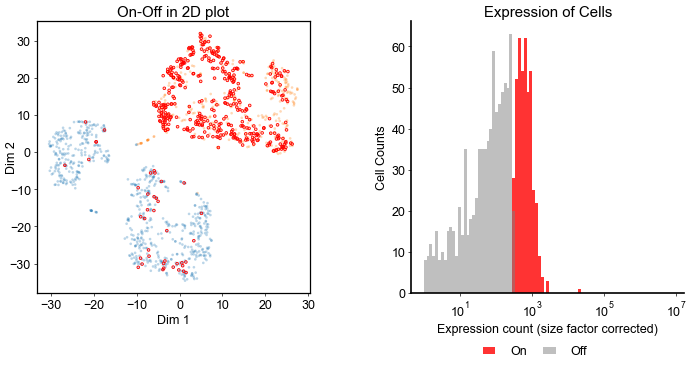 On-Off in 2D plot
30
20
10
0
−10
−20
−30
Dim 2
−30 −20 −10 0 10 20 30
Dim 1
Expression of Cells
60
50
40
30
20
10
0
Cell Counts
10^1 10^3 10^5 10^7
Expression count (size factor corrected)
On Off